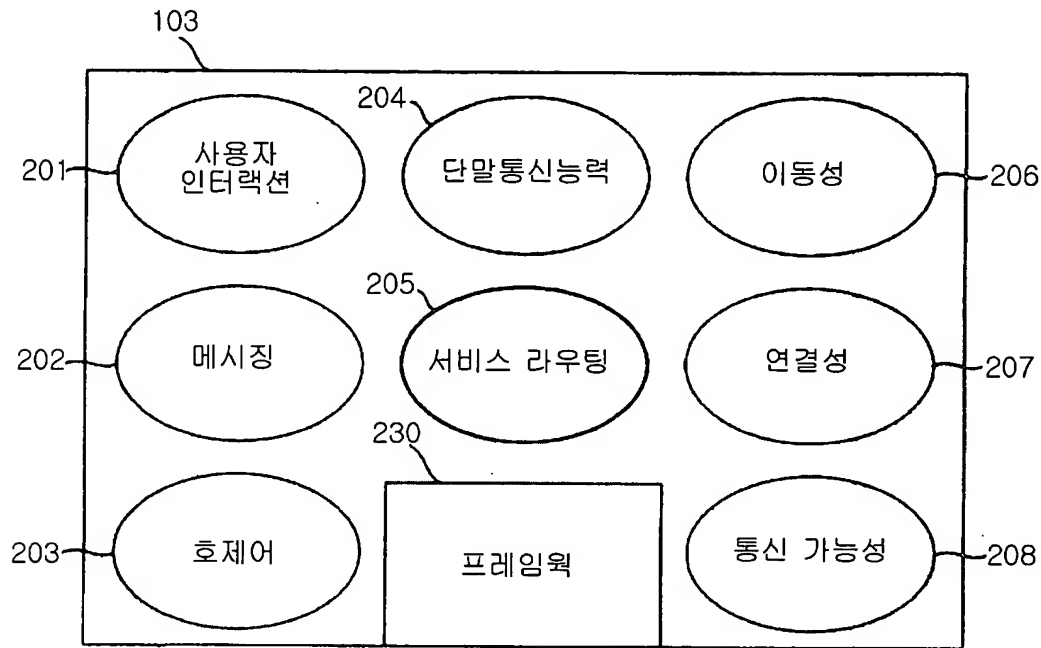 103
204
사용자
인터랙션
단말통신능력
이동성
201
206
205
메시징
서비스 라우팅
연결성
202
207
230
호제어
프레임웍
통신 가능성
203
208